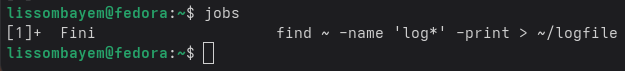 lissombayem@fedora:~$ jobs
[1]+  Fini                    find ~ -name 'log*' -print > ~/logfile
lissombayem@fedora:~$